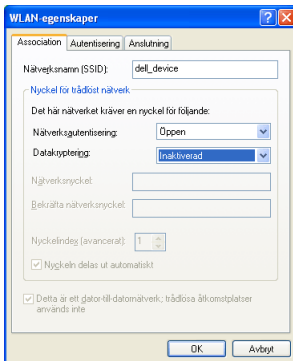 WLAN-egenskaper
Association Autentisering Anslutning
Nätverksnamn (SSID): dell_device
Nyckel för trådlöst nätverk
Det här nätverket kräver en nyckel för följande:
Nätverksautentisering: Öppen
Datakryptering: Inaktiverad
Nätverksnyckel:
Bekräfta nätverksnyckel:
Nyckelindex (avancerat): 1
Nyckeln delas ut automatiskt
Detta är ett dator-till-datornätverk; trådlösa åtkomstplatser
används inte
OK Avbryt